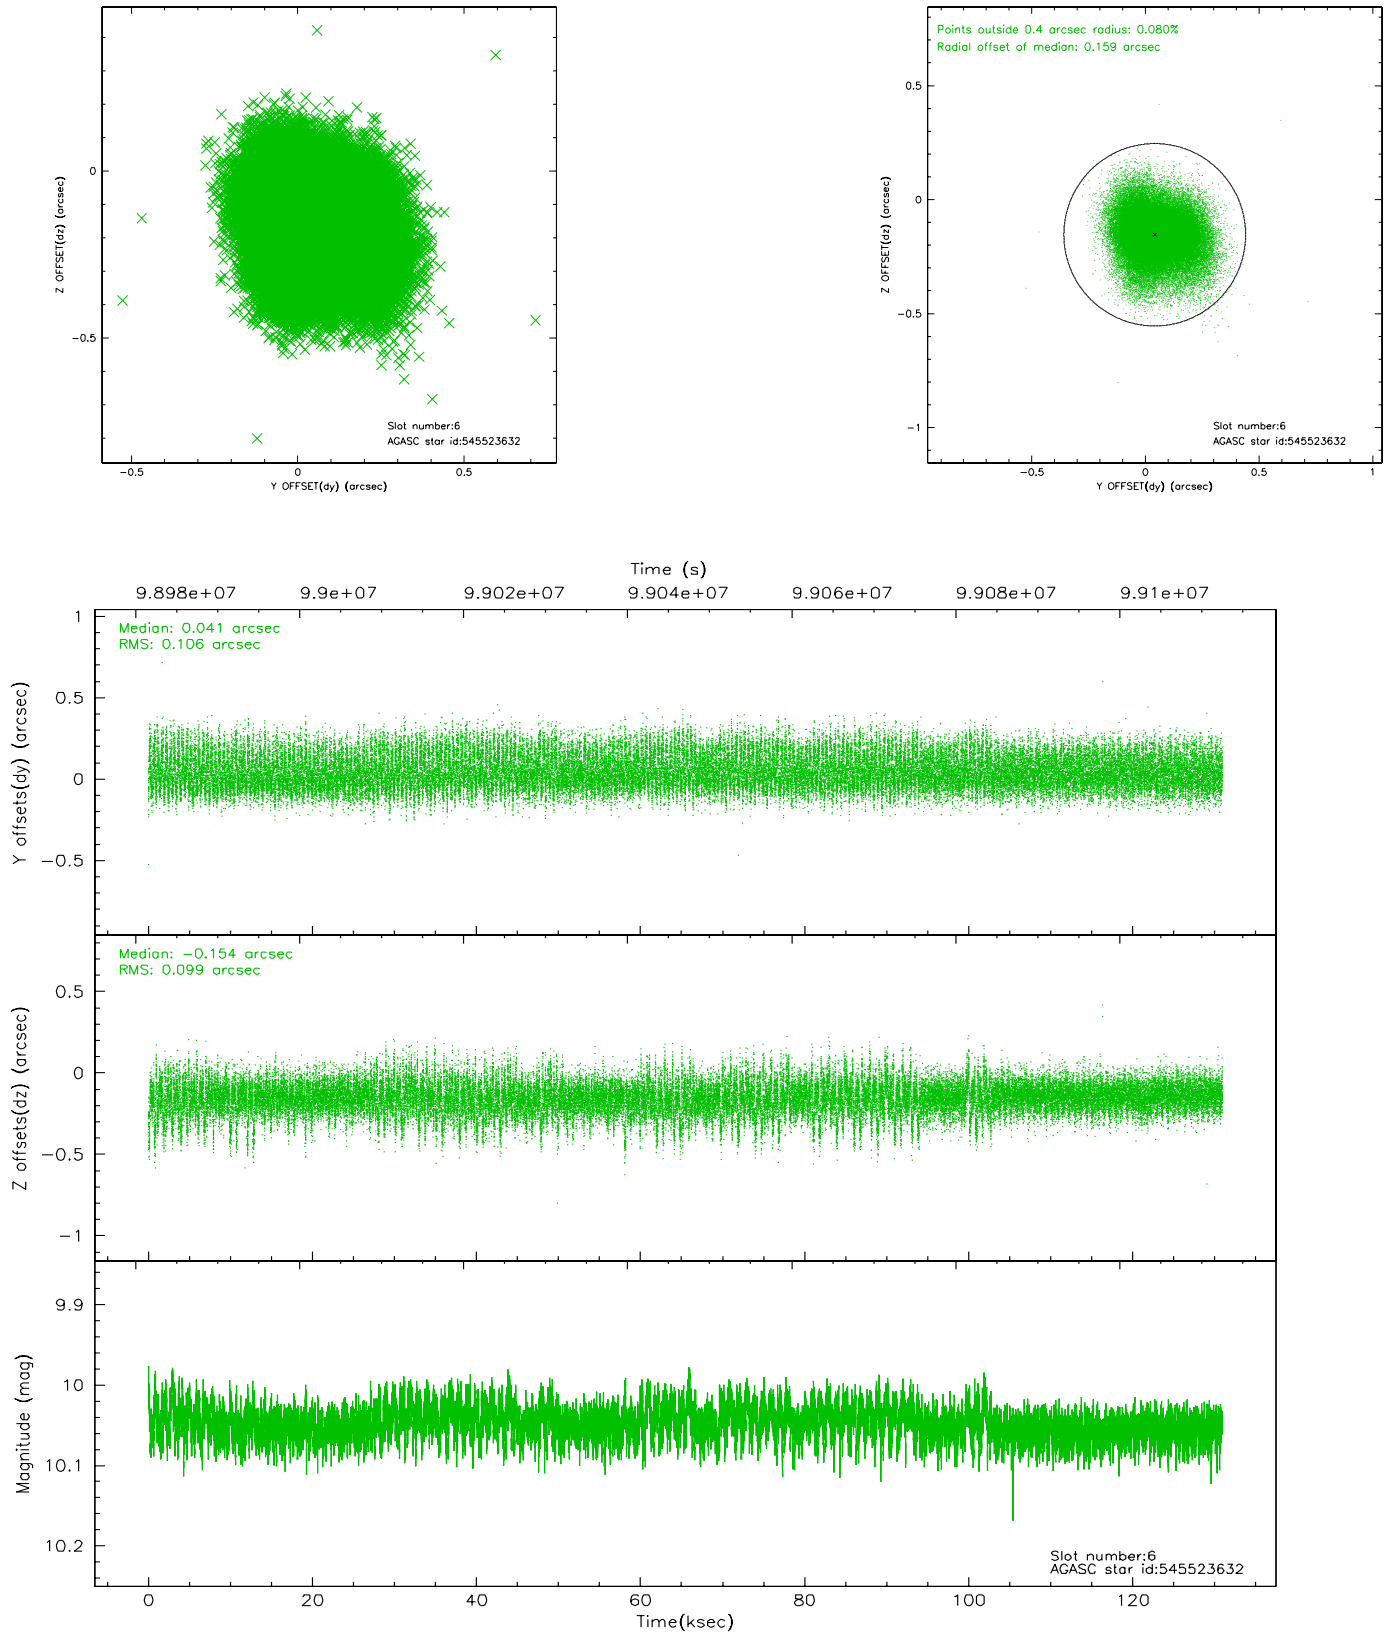 Z OFFSET(dz) (arcsec)
0
−0.5
Slot number:6
AGASC star id:545523632
−0.5
0
0.5
Y OFFSET(dy) (arcsec)
Points outside 0.4 arcsec radius: 0.080%
Radial offset of median: 0.159 arcsec
Z OFFSET(dz) (arcsec)
0.5
0
−0.5
−1
Slot number:6
AGASC star id:545523632
−0.5
0
0.5
1
Y OFFSET(dy) (arcsec)
Time (s)
9.898e+07
9.9e+07
9.902e+07
9.904e+07
9.906e+07
9.908e+07
9.91e+07
Median: 0.041 arcsec
RMS: 0.106 arcsec
Y offsets(dy) (arcsec)
1
0.5
0
−0.5
Median: −0.154 arcsec
RMS: 0.099 arcsec
Z offsets(dz) (arcsec)
0.5
0
−0.5
−1
Magnitude (mag)
9.9
10
10.1
10.2
Slot number:6
AGASC star id:545523632
0
20
40
60
80
100
120
Time(ksec)